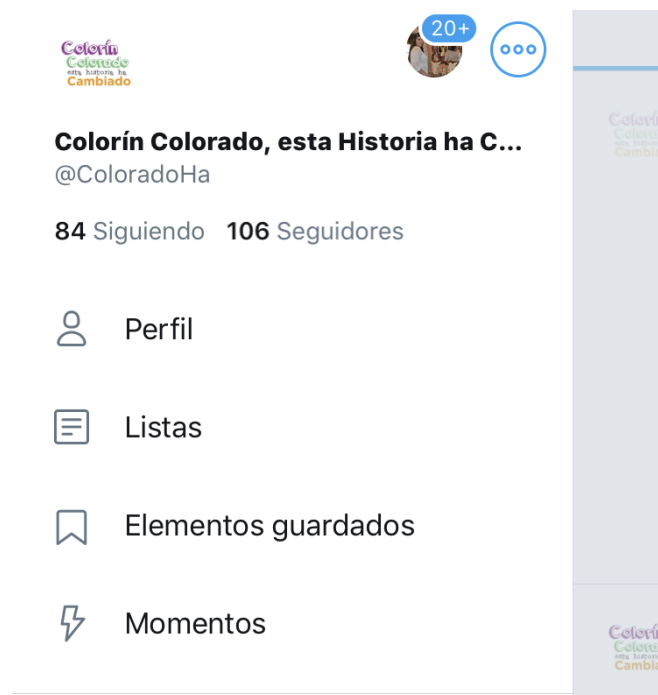 Colorín
Colorado
esta historia ha
Cambiado
20+
Colorín Colorado, esta Historia ha C...
@ColoradoHa
84 Siguiendo 106 Seguidores
Perfil
Listas
Elementos guardados
Momentos